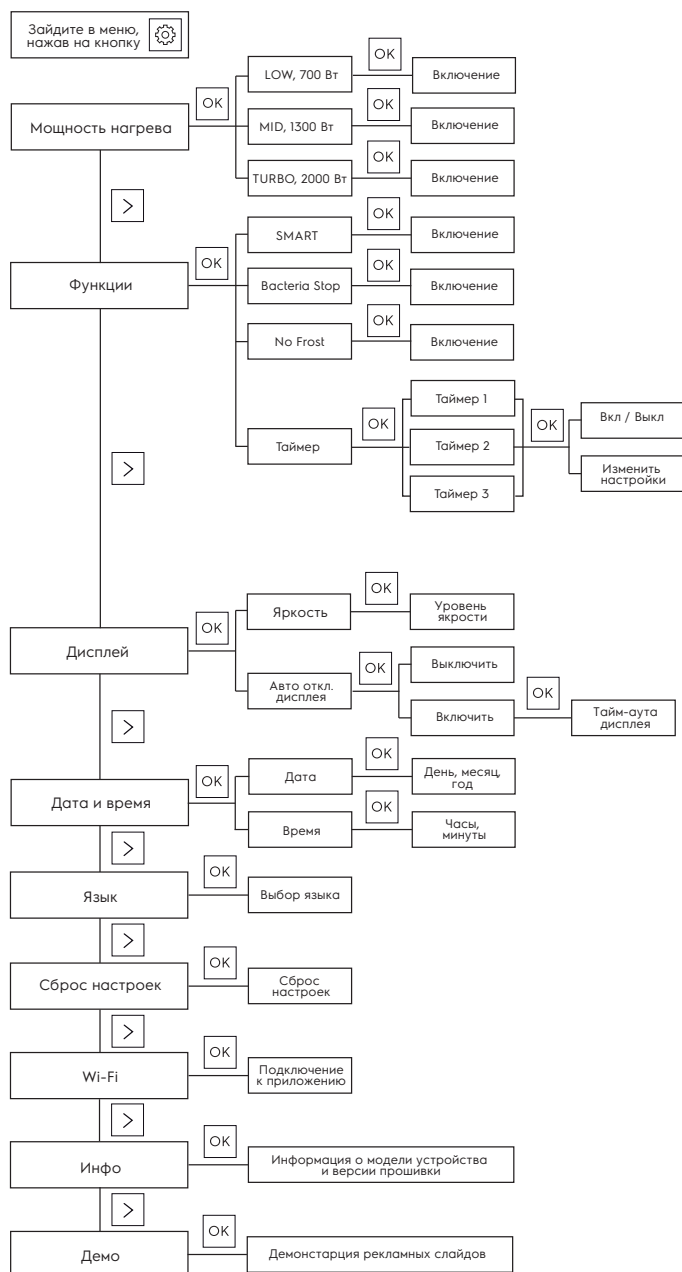 Зайдите в меню,
нажав на кнопку
Мощность нагрева
OK
LOW, 700 Вт
OK
Включение
MID, 1300 Вт
OK
Включение
TURBO, 2000 Вт
OK
Включение
>
Функции
OK
SMART
OK
Включение
Bacteria Stop
OK
Включение
No Frost
OK
Включение
Таймер
OK
Таймер 1
Таймер 2
Таймер 3
OK
Вкл / Выкл
Изменить
настройки
>
Дисплей
OK
Яркость
OK
Уровень
якрости
Авто откл.
дисплея
OK
Выключить
Включить
OK
Тайм-аута
дисплея
>
Дата и время
OK
Дата
OK
День, месяц,
год
Время
OK
Часы,
минуты
>
Язык
OK
Выбор языка
>
Сброс настроек
OK
Сброс
настроек
>
Wi-Fi
OK
Подключение
к приложению
>
Инфо
OK
Информация о модели устройства
и версии прошивки
>
Демо
OK
Демонстарция рекламных слайдов